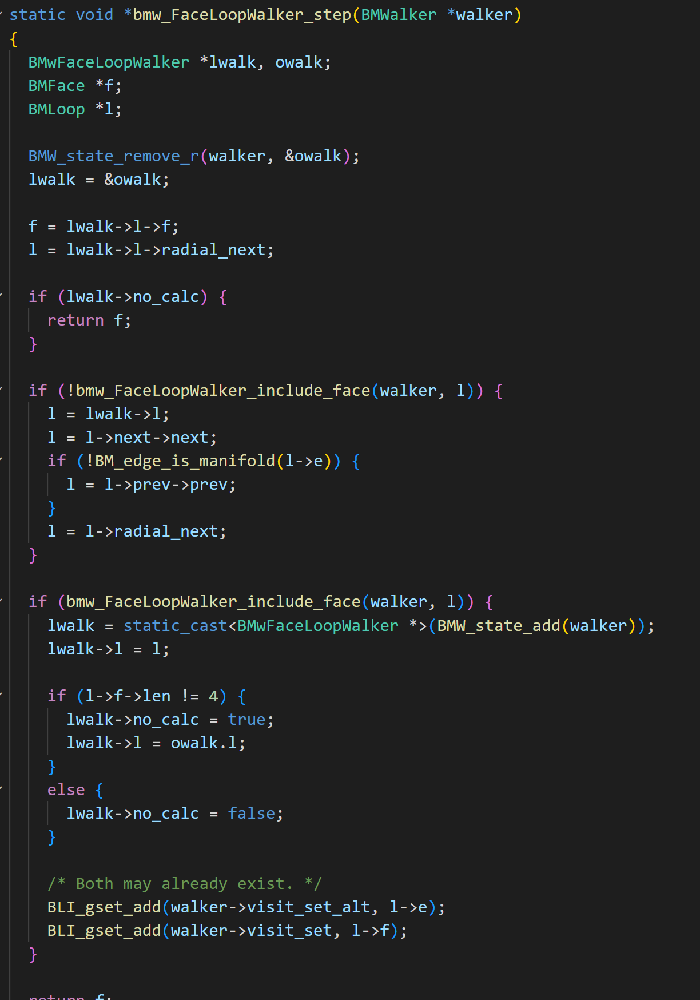 static void *bmw_FaceLoopWalker_step(BMWalker *walker)
{
  BMwFaceLoopWalker *lwalk, owalk;
  BMFace *f;
  BMLoop *l;

  BMW_state_remove_r(walker, &owalk);
  lwalk = &owalk;

  f = lwalk->l->f;
  l = lwalk->l->radial_next;

  if (lwalk->no_calc) {
    return f;
  }

  if (!bmw_FaceLoopWalker_include_face(walker, l)) {
    l = lwalk->l;
    l = l->next->next;
    if (!BM_edge_is_manifold(l->e)) {
      l = l->prev->prev;
    }
    l = l->radial_next;
  }

  if (bmw_FaceLoopWalker_include_face(walker, l)) {
    lwalk = static_cast<BMwFaceLoopWalker *>(BMW_state_add(walker));
    lwalk->l = l;

    if (l->f->len != 4) {
      lwalk->no_calc = true;
      lwalk->l = owalk.l;
    }
    else {
      lwalk->no_calc = false;
    }

    /* Both may already exist. */
    BLI_gset_add(walker->visit_set_alt, l->e);
    BLI_gset_add(walker->visit_set, l->f);
  }

  return f;